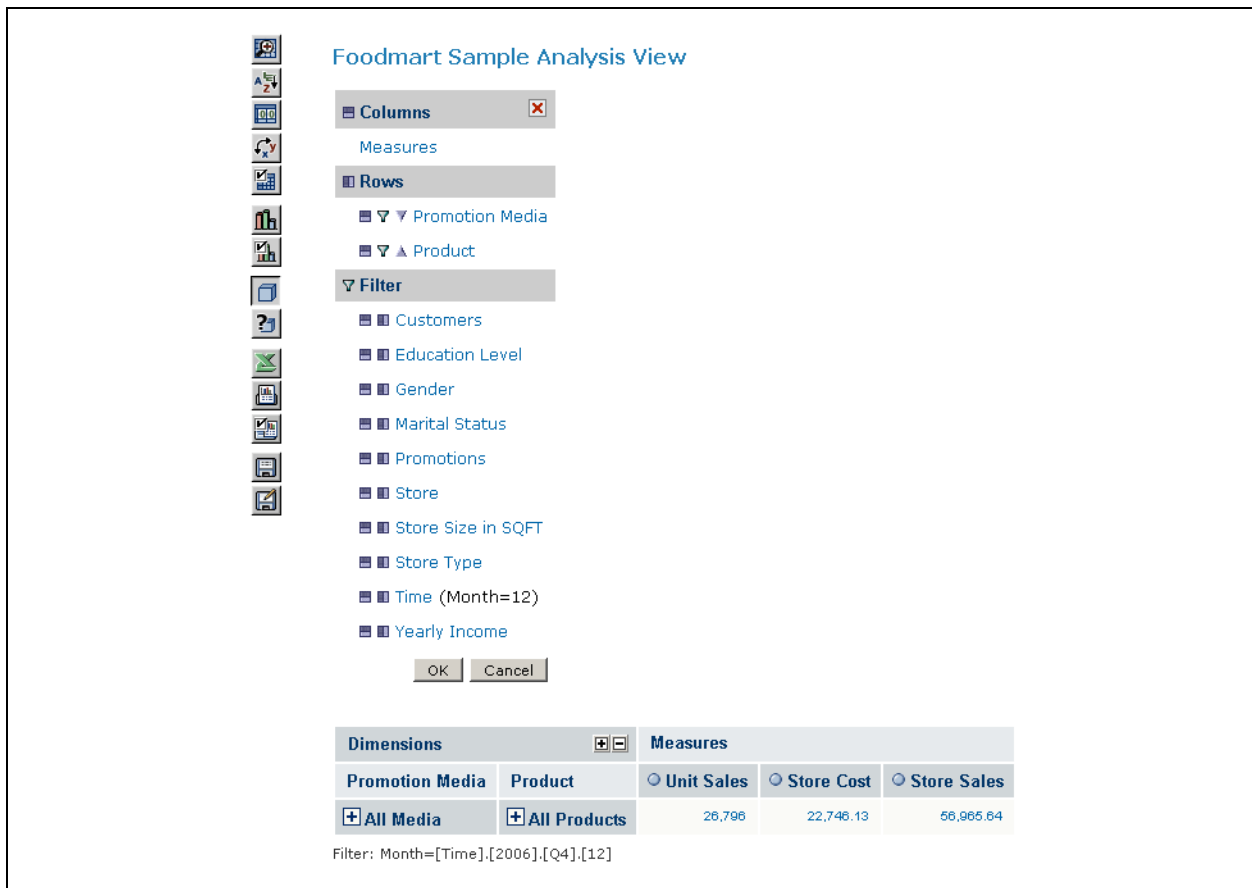 Foodmart Sample Analysis View
Columns
Measures
Rows
Promotion Media
Product
Filter
Customers
Education Level
Gender
Marital Status
Promotions
Store
Store Size in SQFT
Store Type
Time (Month=12)
Yearly Income
OK Cancel
Dimensions Measures
Promotion Media Product Unit Sales Store Cost Store Sales
All Media All Products 26,796 22,746.13 56,965.64
Filter: Month=[Time].[2006].[Q4].[12]